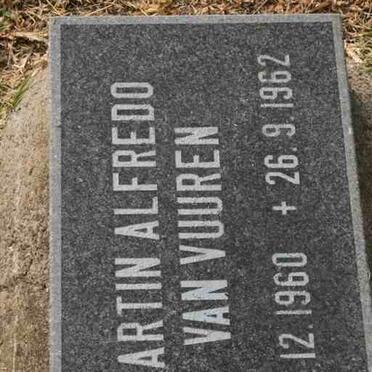 ARTIN ALFREDO
VAN VUUREN
12.1960 + 26.9.1962